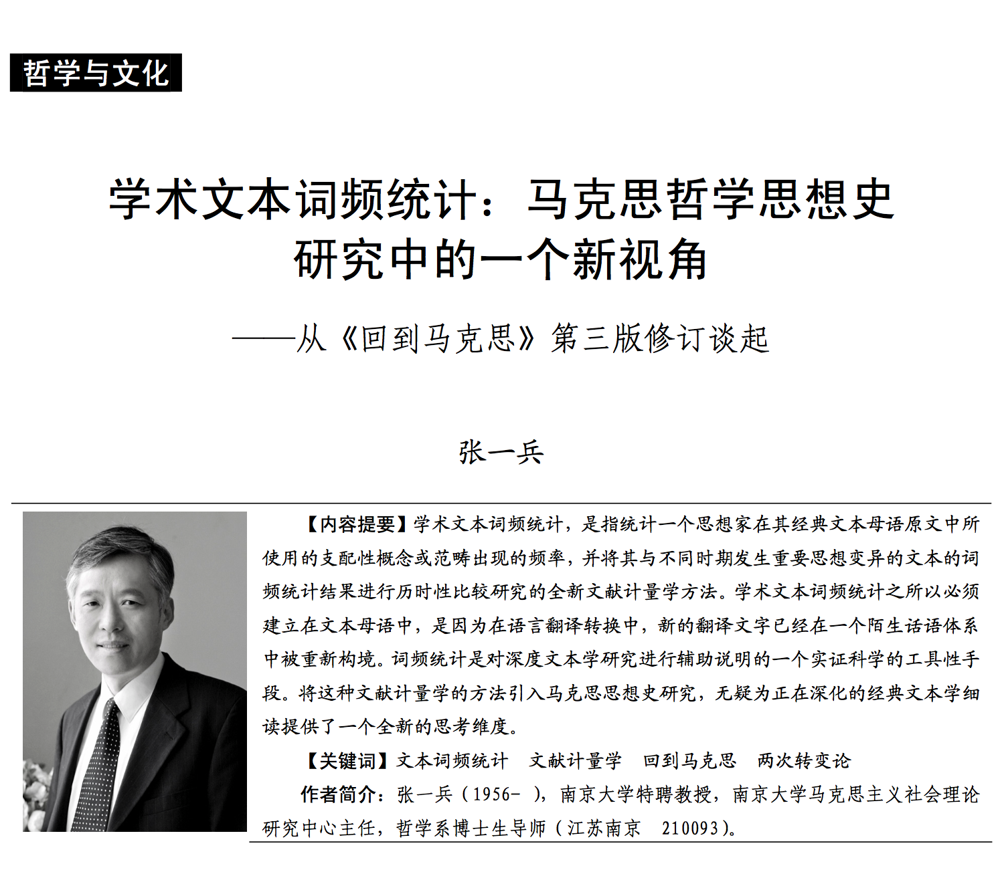 哲学与文化
学术文本词频统计：马克思哲学思想史
研究中的一个新视角
——从《回到马克思》第三版修订谈起
张一兵
【内容提要】学术文本词频统计，是指统计一个思想家在其经典文本母语原文中所
使用的支配性概念或范畴出现的频率，并将其与不同时期发生重要思想变异的文本的词
频统计结果进行历时性比较研究的全新文献计量学方法。学术文本词频统计之所以必须
建立在文本母语中，是因为在语言翻译转换中，新的翻译文字已经在一个陌生话语体系
中被重新构境。词频统计是对深度文本学研究进行辅助说明的一个实证科学的工具性手
段。将这种文献计量学的方法引入马克思思想史研究，无疑为正在深化的经典文本学细
读提供了一个全新的思考维度。
【关键词】文本词频统计　文献计量学　回到马克思　两次转变论
作者简介：张一兵（1956- ），南京大学特聘教授，南京大学马克思主义社会理论
研究中心主任，哲学系博士生导师（江苏南京　210093）。